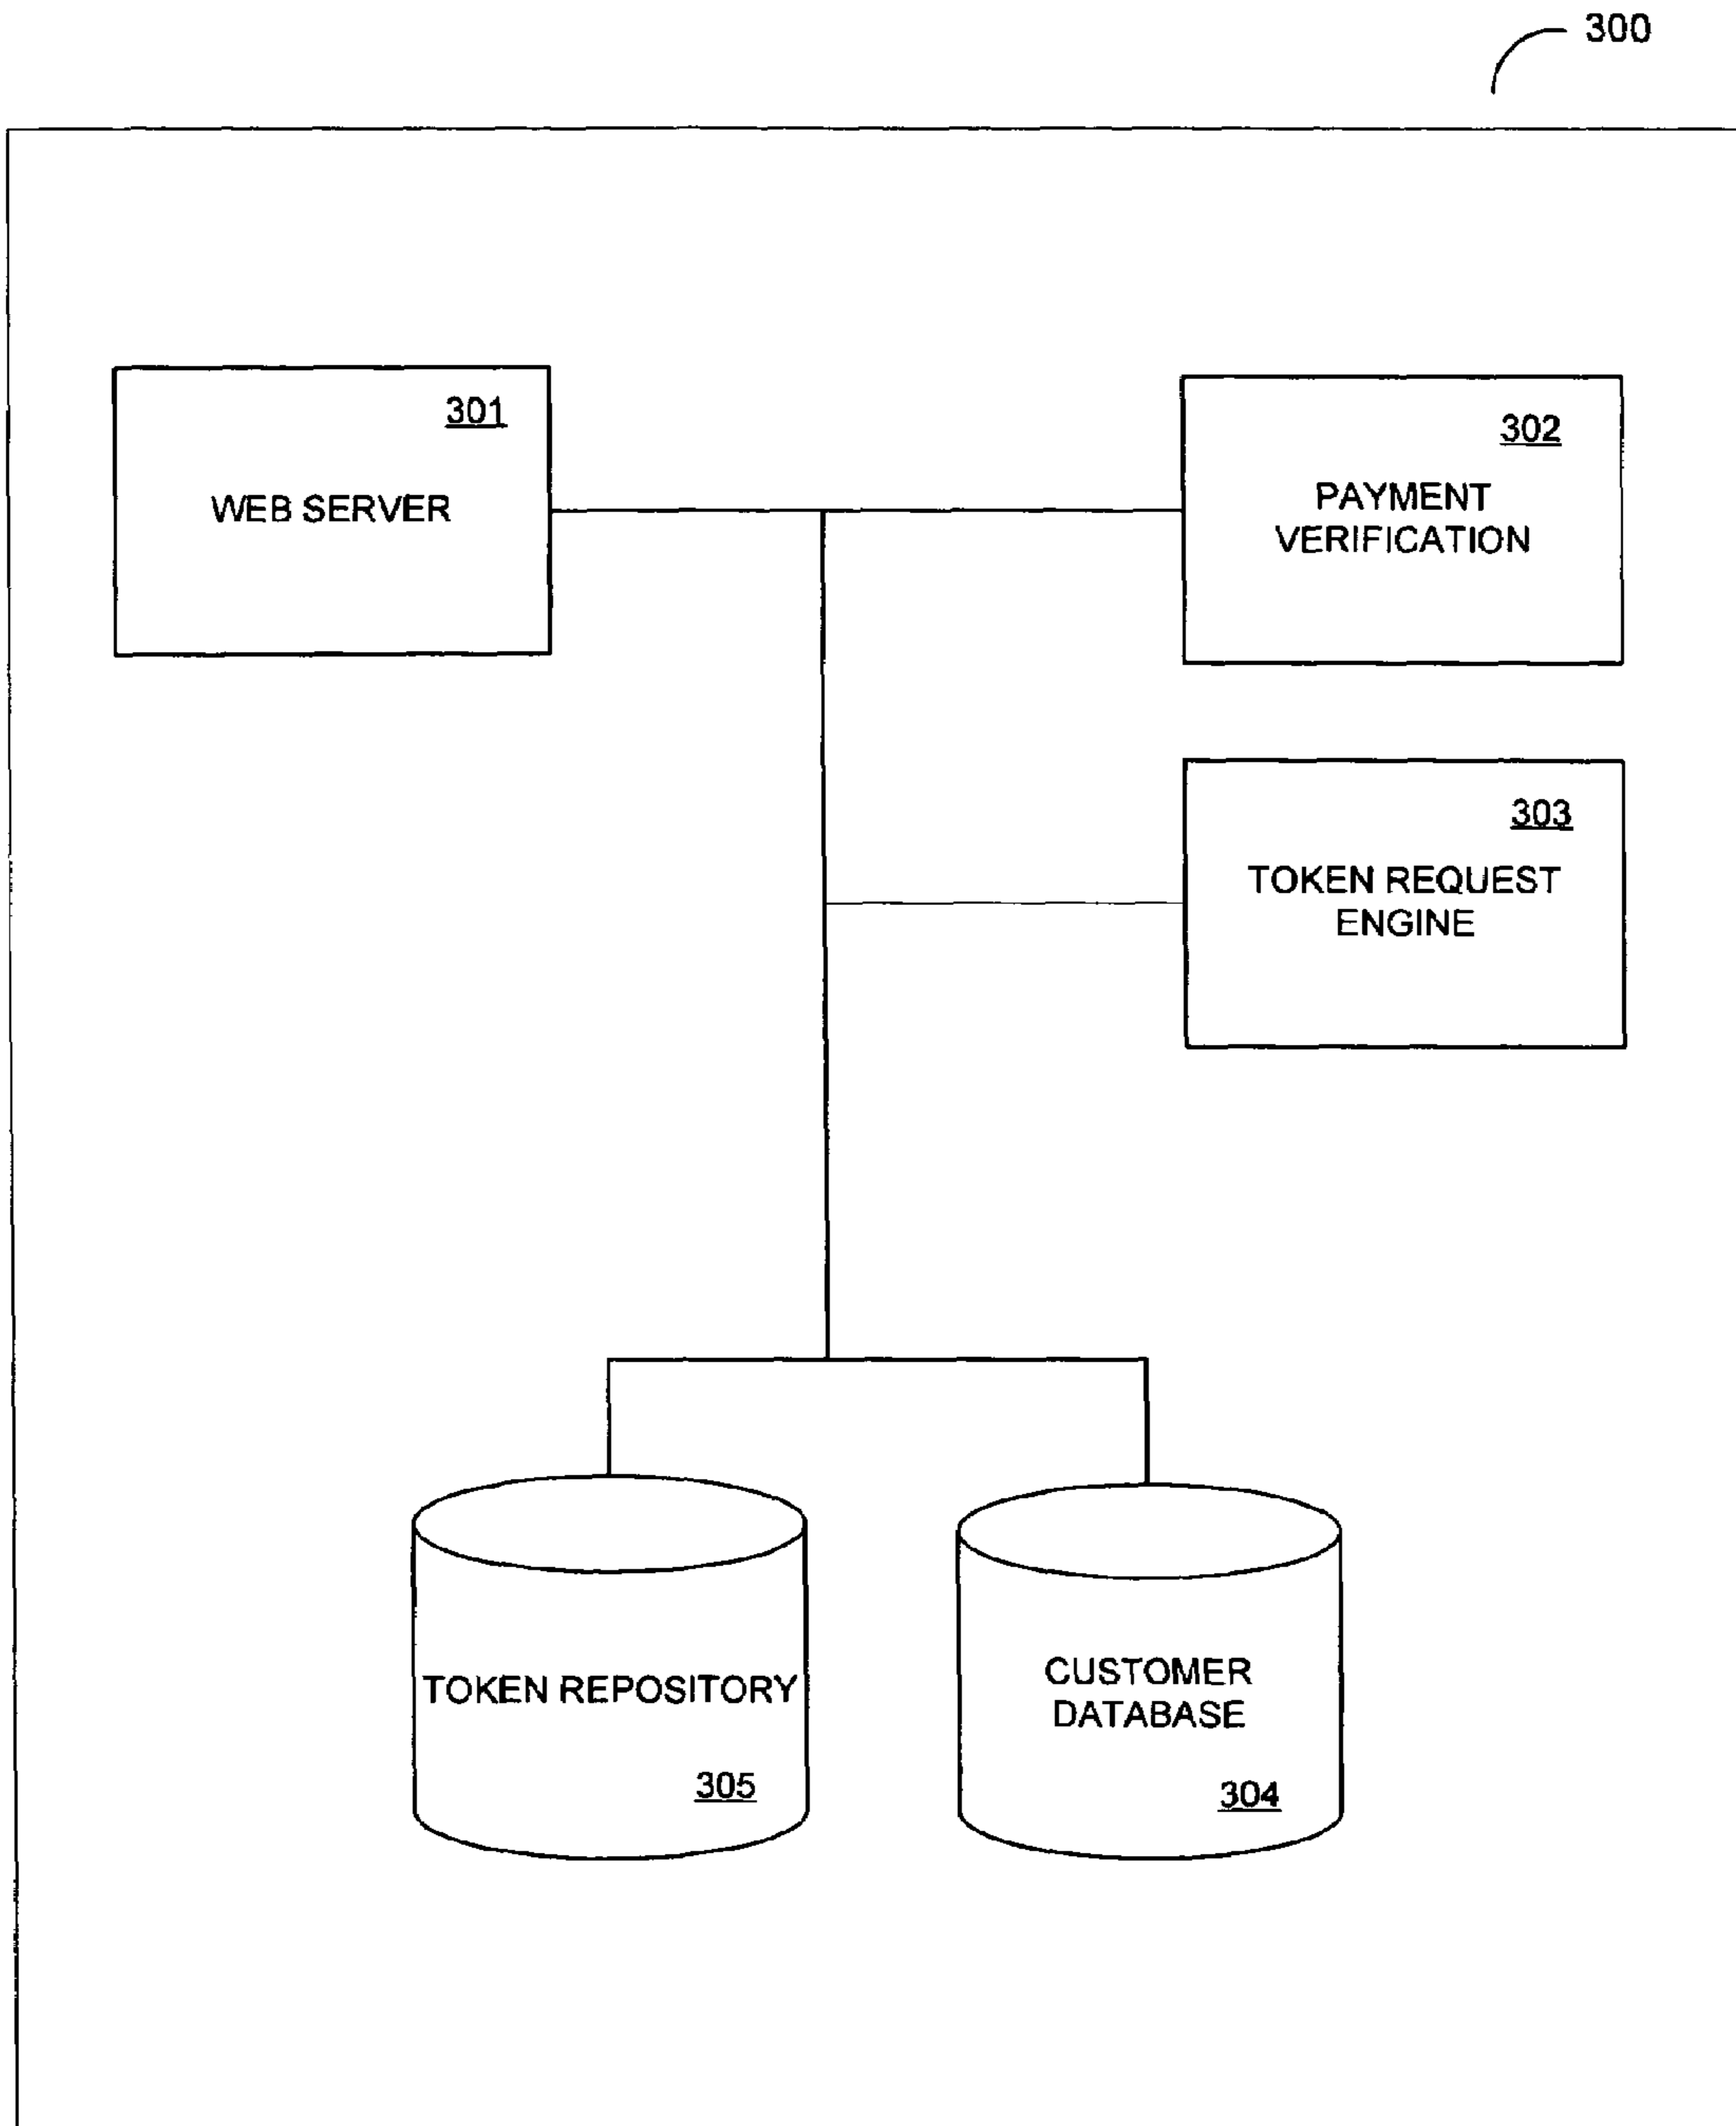 300
301
WEB SERVER
302
PAYMENT
VERIFICATION
303
TOKEN REQUEST
ENGINE
TOKEN REPOSITORY
305
CUSTOMER
DATABASE
304